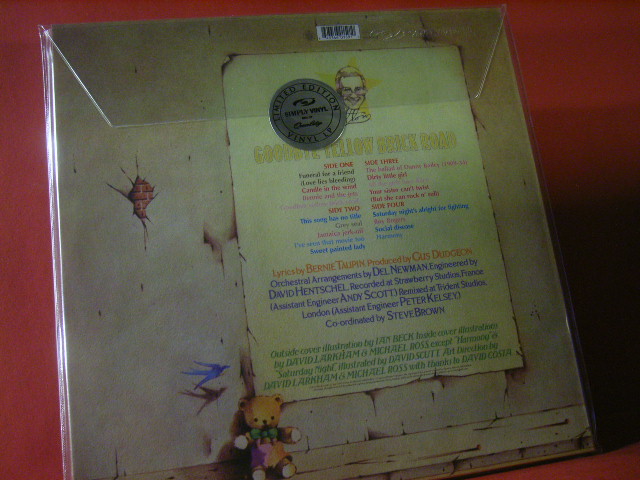 LIMITED EDITION
SIMPLY VINYL
GOODBYE YELLOW BRICK ROAD
SIDE ONE
Funeral for a friend
(Love lies bleeding)
Candle in the wind
Bennie and the jets
SIDE TWO
This song has no title
Grey seal
Jamaica jerk-off
I've seen that movie too
Sweet painted lady
SIDE THREE
The ballad of Danny Bailey
Dirty little girl
Your sister can't twist
(But she can rock n' roll)
SIDE FOUR
Saturday night's alright for fighting
Roy Rogers
Social disease
Harmony
Lyrics by BERNIE TAUPIN. Produced by GUS DUDGEON
Orchestral Arrangements by DEL NEWMAN. Engineered by
DAVID HENTSCHEL. Recorded at Strawberry Studios, France
(Assistant Engineer ANDY SCOTT) Remixed at Trident Studios,
London (Assistant Engineer PETER KELSEY)
Co-ordinated by STEVE BROWN
Outside cover illustration by IAN BECK Inside cover illustrations
by DAVID LARKHAM & MICHAEL ROSS except "Harmony" &
"Saturday Night", illustrated by DAVID SCUTT Art Direction by
DAVID LARKHAM & MICHAEL ROSS with thanks to DAVID COSTA